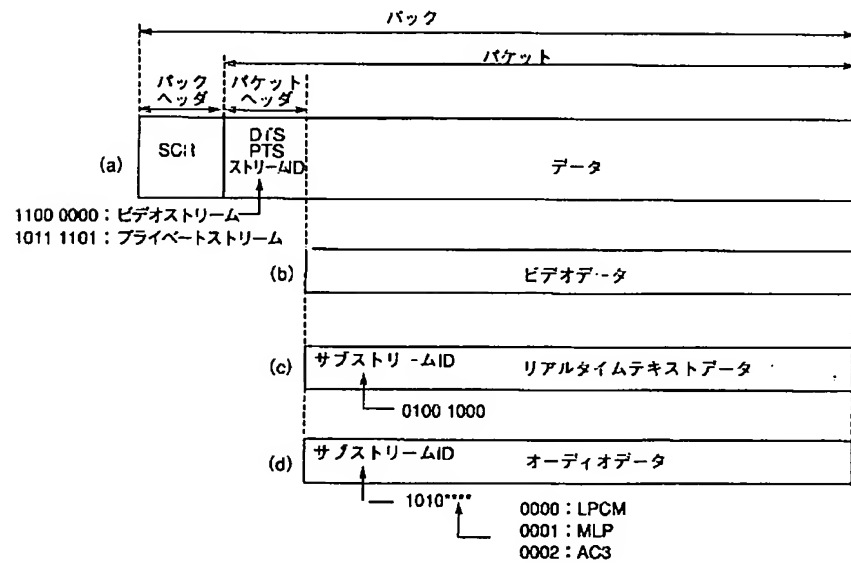 パック
パケット
パック
ヘッダ
パケット
ヘッダ
(a)
SCR
DTS
PTS
ストリームID
データ
1100 0000：ビデオストリーム
1011 1101：プライベートストリーム
(b)
ビデオデータ
(c)
サブストリームID
リアルタイムテキストデータ
0100 1000
(d)
サブストリームID
オーディオデータ
1010****
0000：LPCM
0001：MLP
0002：AC3